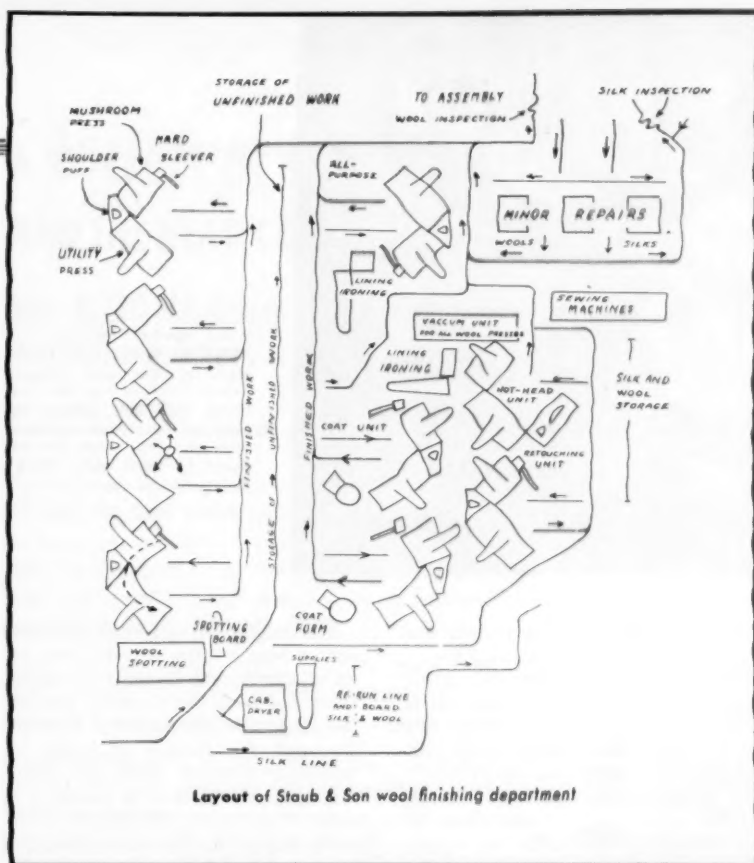 STORAGE OF
UNFINISHED WORK
TO ASSEMBLY
WOOL INSPECTION
SILK INSPECTION
MUSHROOM
PRESS
HARD
SLEEVER
SHOULDER
PUFF
UTILITY
PRESS
ALL-
PURPOSE
MINOR REPAIRS
WOOLS
SILKS
LINING
IRONING
VACCUM UNIT
FOR ALL WOOL PRESSES
SEWING
MACHINES
LINING
IRONING
HOT-HEAD
UNIT
SILK AND
WOOL
STORAGE
COAT UNIT
RETOUCHING
UNIT
FINISHED WORK
STORAGE OF UNFINISHED WORK
FINISHED WORK
SPOTTING
BOARD
WOOL
SPOTTING
COAT
FORM
SUPPLIES
CAB.
DRYER
RE-RUN LINE
AND BOARD
SILK & WOOL
SILK LINE
Layout of Staub & Son wool finishing department